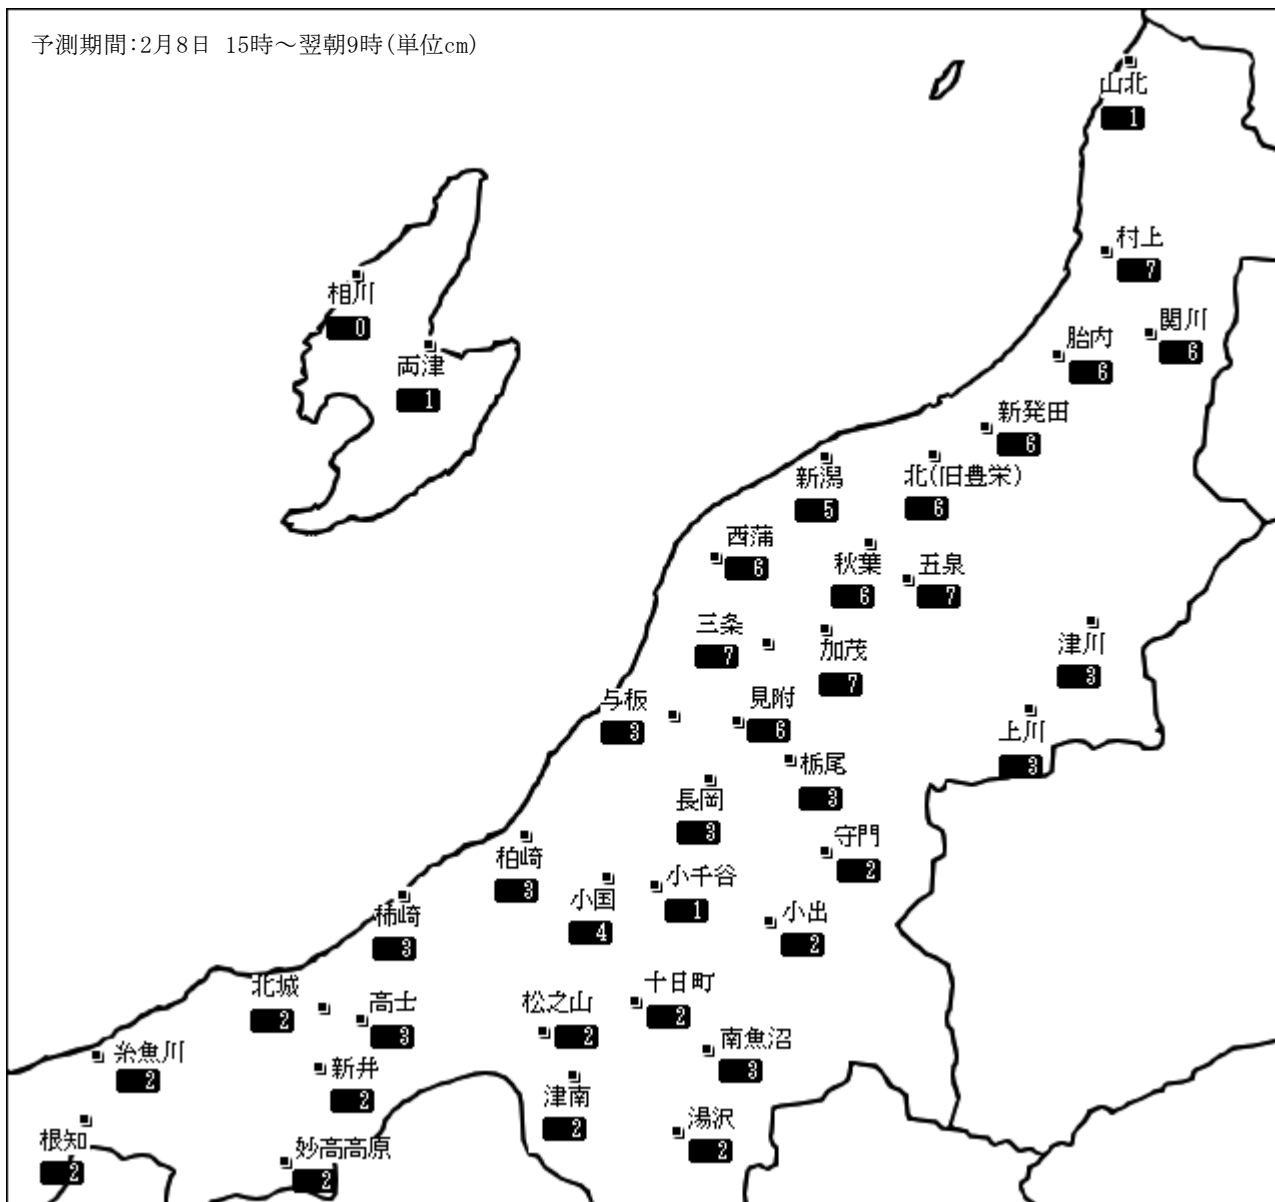 予測期間:2月8日 15時～翌朝9時(単位cm)
山北
1
村上
7
相川
0
関川
6
胎内
6
両津
1
新発田
6
新潟
5
北(旧豊栄)
6
西蒲
6
秋葉
6
五泉
7
三条
7
加茂
7
津川
3
与板
3
見附
6
上川
3
栃尾
3
長岡
3
守門
2
柏崎
3
小国
4
小千谷
1
小出
2
柿崎
3
北城
2
高士
3
松之山
2
十日町
2
南魚沼
3
糸魚川
2
新井
2
津南
2
湯沢
2
根知
2
妙高高原
2